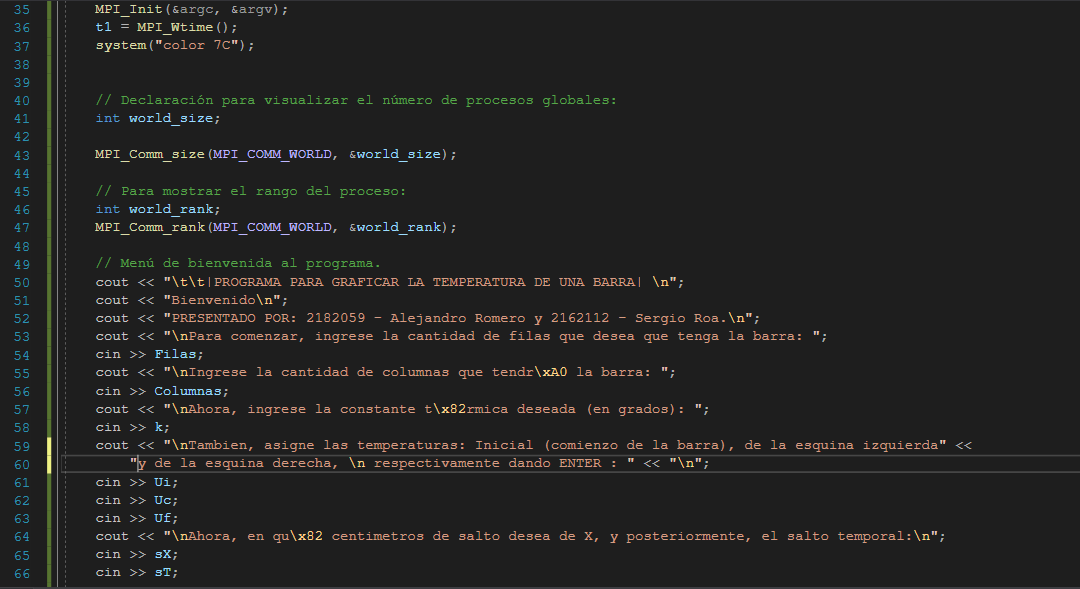 35 MPI_Init(&argc, &argv);
36 t1 = MPI_Wtime();
37 system("color 7C");
38
39
40 // Declaración para visualizar el número de procesos globales:
41 int world_size;
42
43 MPI_Comm_size(MPI_COMM_WORLD, &world_size);
44
45 // Para mostrar el rango del proceso:
46 int world_rank;
47 MPI_Comm_rank(MPI_COMM_WORLD, &world_rank);
48
49 // Menú de bienvenida al programa.
50 cout << "\t\t|PROGRAMA PARA GRAFICAR LA TEMPERATURA DE UNA BARRA| \n";
51 cout << "Bienvenido\n";
52 cout << "PRESENTADO POR: 2182059 - Alejandro Romero y 2162112 - Sergio Roa.\n";
53 cout << "\nPara comenzar, ingrese la cantidad de filas que desea que tenga la barra: ";
54 cin >> Filas;
55 cout << "\nIngrese la cantidad de columnas que tendr\xA0 la barra: ";
56 cin >> Columnas;
57 cout << "\nAhora, ingrese la constante t\x82rmica deseada (en grados): ";
58 cin >> k;
59 cout << "\nTambien, asigne las temperaturas: Inicial (comienzo de la barra), de la esquina izquierda" <<
60 "y de la esquina derecha, \n respectivamente dando ENTER : " << "\n";
61 cin >> Ui;
62 cin >> Uc;
63 cin >> Uf;
64 cout << "\nAhora, en qu\x82 centimetros de salto desea de X, y posteriormente, el salto temporal:\n";
65 cin >> sX;
66 cin >> sT;